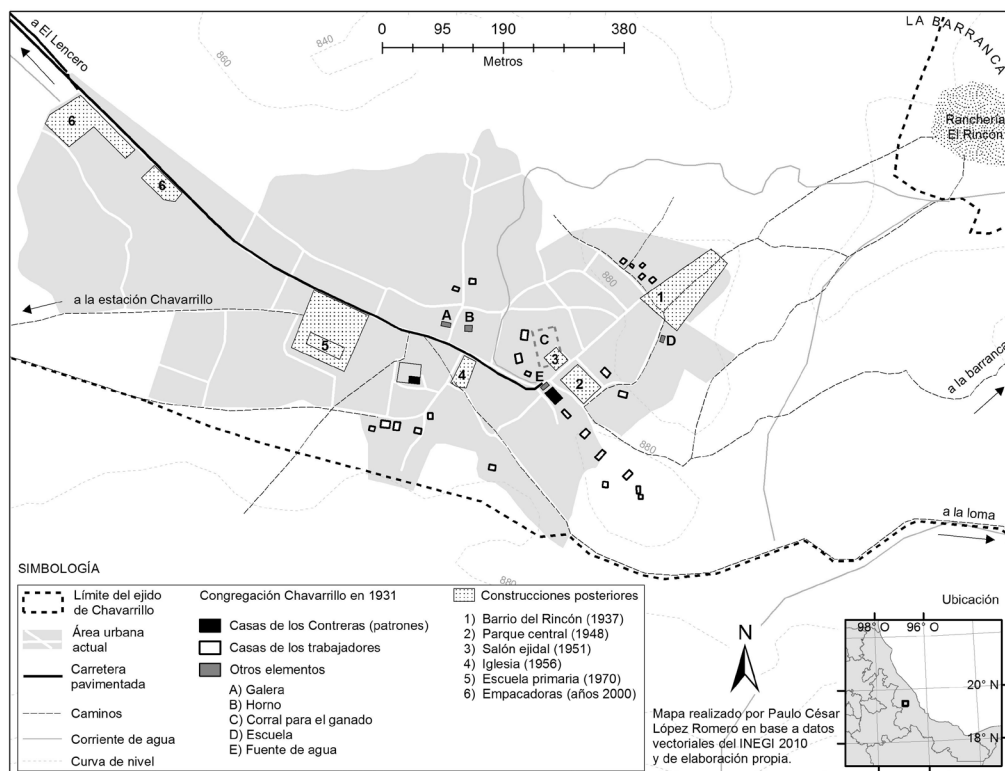 a El Lencero
860
840
0 95 190 380
Metros
LA BARRANCA
Ranchería
El Rincón
6
6
a la estación Chavarrillo
880
1
A B
C
D
3
5
4
E
2
a la barranca
880
a la loma
880
SIMBOLOGÍA
Límite del ejido
de Chavarrillo
Área urbana
actual
Carretera
pavimentada
Caminos
Corriente de agua
Curva de nivel
Congregación Chavarrillo en 1931
Casas de los Contreras (patrones)
Casas de los trabajadores
Otros elementos
A) Galera
B) Horno
C) Corral para el ganado
D) Escuela
E) Fuente de agua
Construcciones posteriores
1) Barrio del Rincón (1937)
2) Parque central (1948)
3) Salón ejidal (1951)
4) Iglesia (1956)
5) Escuela primaria (1970)
6) Empacadoras (años 2000)
N
Mapa realizado por Paulo César
López Romero en base a datos
vectoriales del INEGI 2010
y de elaboración propia.
Ubicación
98° O 96° O
20° N
18° N